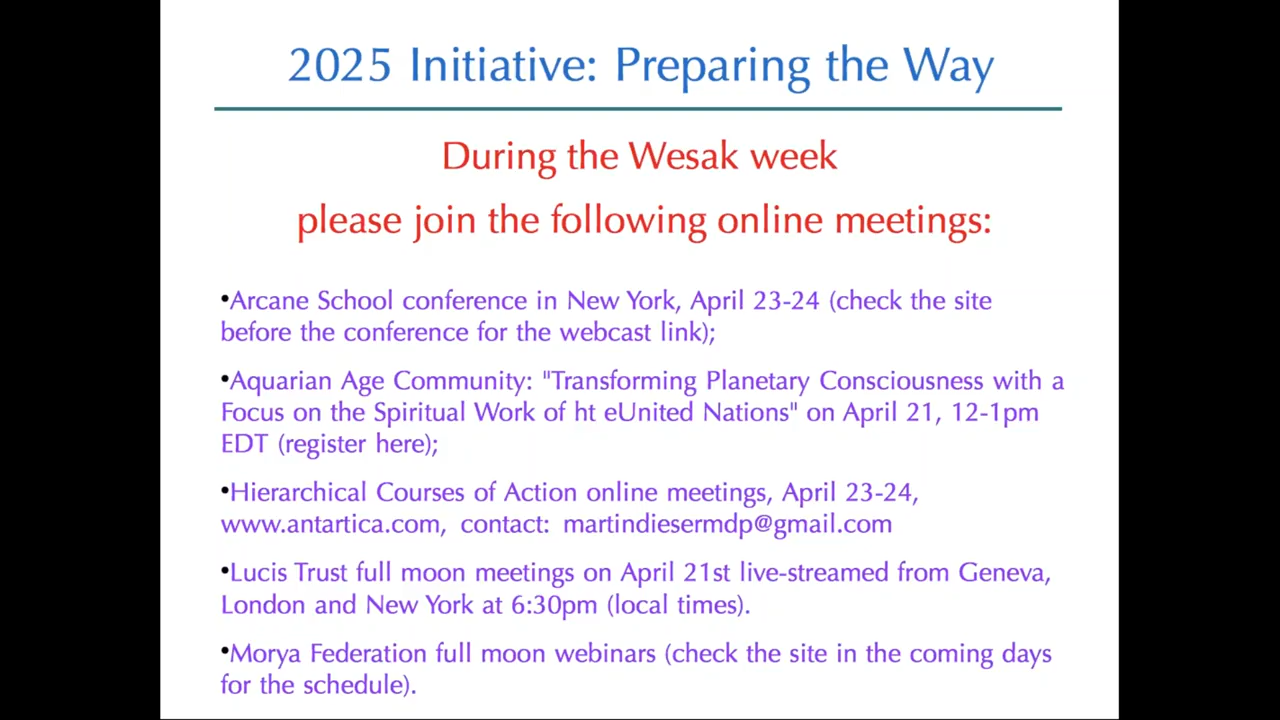 2025 Initiative: Preparing the Way
During the Wesak week
please join the following online meetings:
•Arcane School conference in New York, April 23-24 (check the site
before the conference for the webcast link);
•Aquarian Age Community: "Transforming Planetary Consciousness with a
Focus on the Spiritual Work of ht eUnited Nations" on April 21, 12-1pm
EDT (register here);
•Hierarchical Courses of Action online meetings, April 23-24,
www.antartica.com, contact: martindiesermdp@gmail.com
•Lucis Trust full moon meetings on April 21st live-streamed from Geneva,
London and New York at 6:30pm (local times).
•Morya Federation full moon webinars (check the site in the coming days
for the schedule).